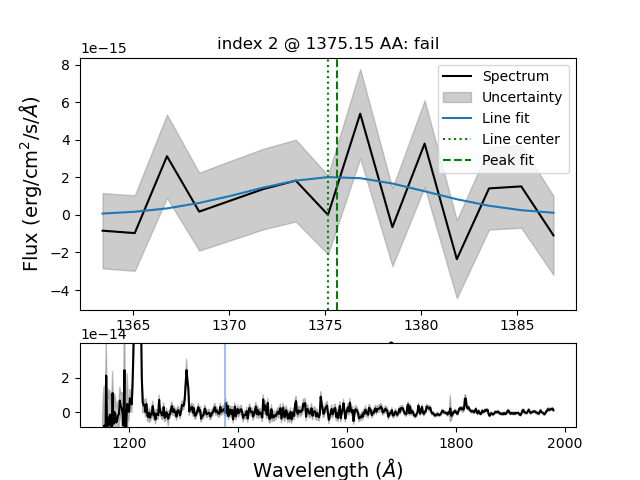 index 2 @ 1375.15 AA: fail
1e−15
8
6
4
2
0
−2
−4
Flux (erg/cm²/s/Å)
Spectrum
Uncertainty
Line fit
Line center
Peak fit
1365 1370 1375 1380 1385
1e−14
2
0
1200 1400 1600 1800 2000
Wavelength (Å)